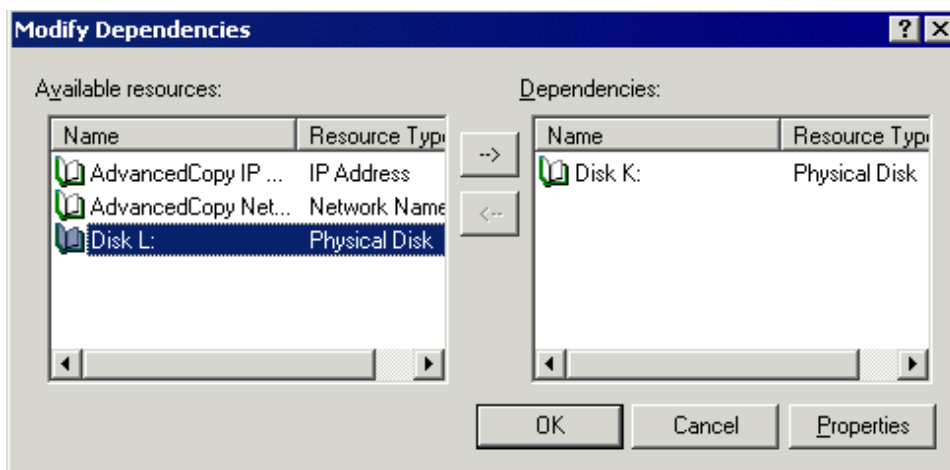 Modify Dependencies
Available resources:
Dependencies:
Name Resource Typ
Name Resource Typ
-->
AdvancedCopy IP ... IP Address
Disk K: Physical Disk
AdvancedCopy Net... Network Name
<--
Disk L: Physical Disk
OK Cancel Properties